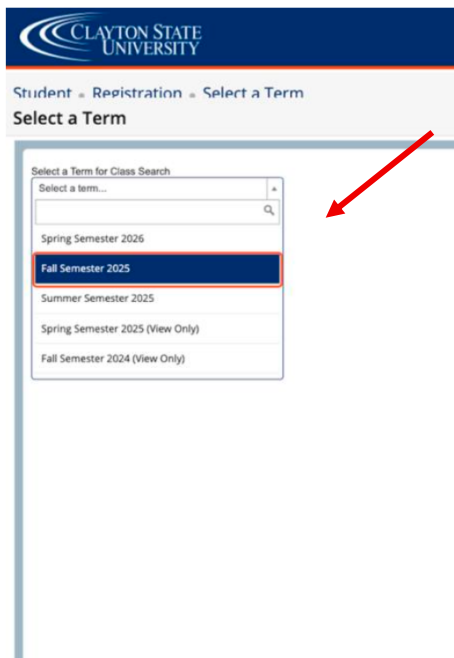 CLAYTON STATE
UNIVERSITY
Student Registration Select a Term
Select a Term
Select a Term for Class Search
Select a term...
Spring Semester 2026
Fall Semester 2025
Summer Semester 2025
Spring Semester 2025 (View Only)
Fall Semester 2024 (View Only)